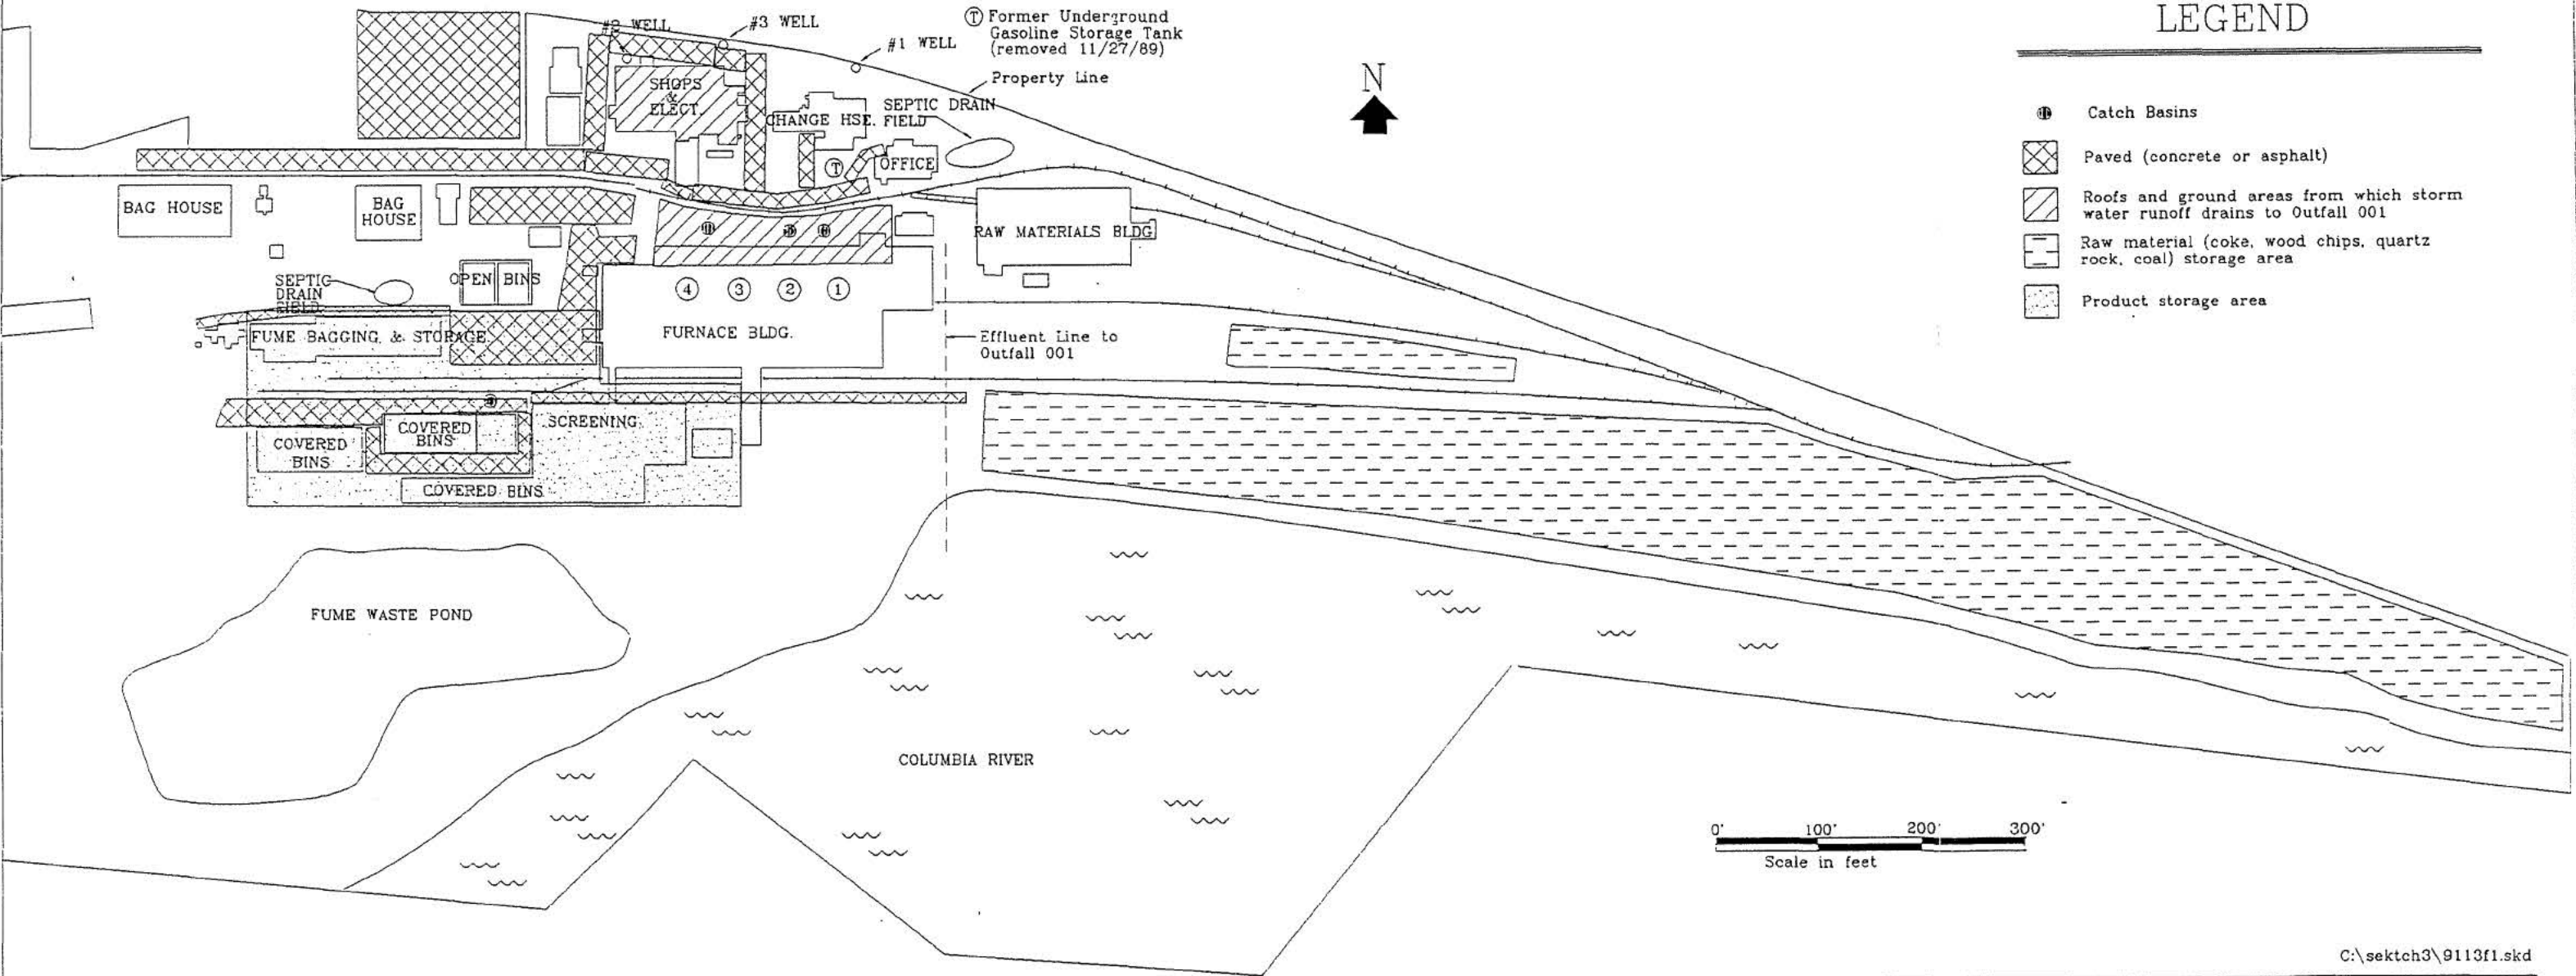 LEGEND
#2 WELL
#3 WELL
#1 WELL
T Former Underground
Gasoline Storage Tank
(removed 11/27/89)
Property Line
N
SHOPS
&
ELECT.
CHANGE HSE.
SEPTIC DRAIN
FIELD
T
OFFICE
Catch Basins
Paved (concrete or asphalt)
Roofs and ground areas from which storm
water runoff drains to Outfall 001
Raw material (coke, wood chips, quartz
rock, coal) storage area
Product storage area
BAG HOUSE
BAG
HOUSE
RAW MATERIALS BLDG
SEPTIC
DRAIN
FIELD
OPEN BINS
4 3 2 1
FURNACE BLDG.
FUME BAGGING & STORAGE
Effluent Line to
Outfall 001
COVERED
BINS
COVERED
BINS
SCREENING
COVERED BINS
FUME WASTE POND
COLUMBIA RIVER
0' 100' 200' 300'
Scale in feet
C:\sektch3\9113f1.skd